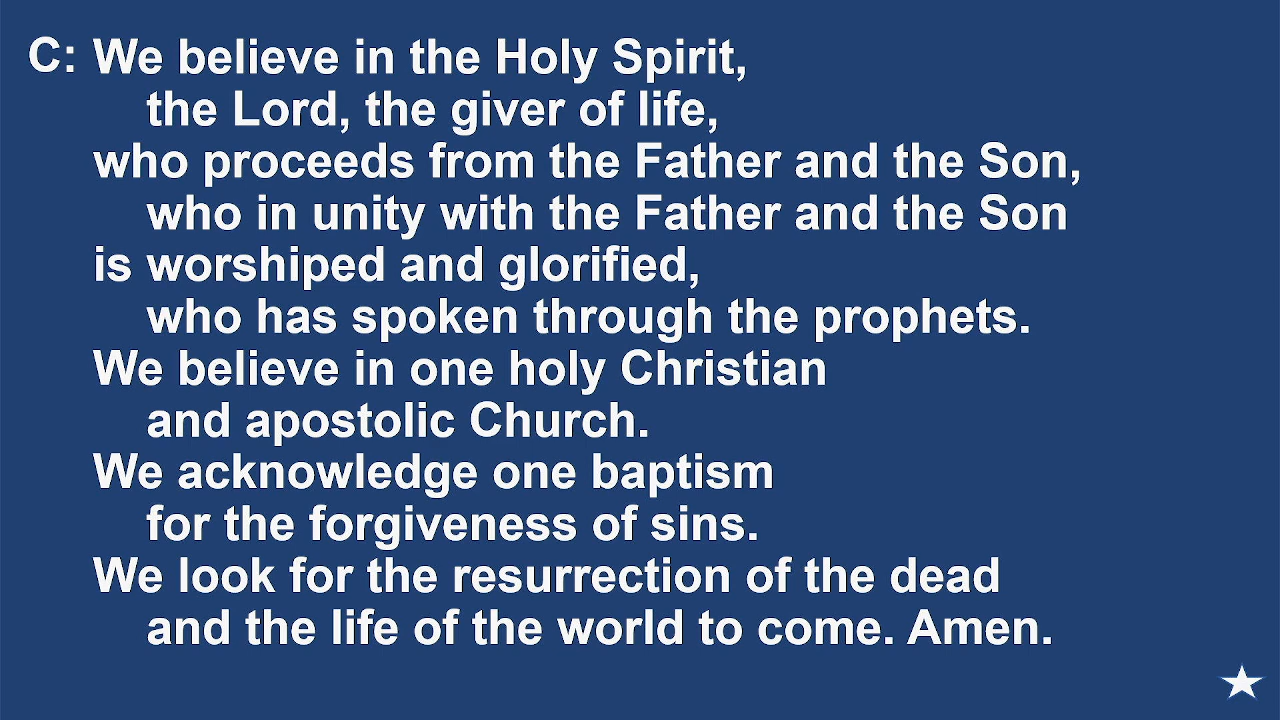 C: We believe in the Holy Spirit,
the Lord, the giver of life,
who proceeds from the Father and the Son,
who in unity with the Father and the Son
is worshiped and glorified,
who has spoken through the prophets.
We believe in one holy Christian
and apostolic Church.
We acknowledge one baptism
for the forgiveness of sins.
We look for the resurrection of the dead
and the life of the world to come. Amen.